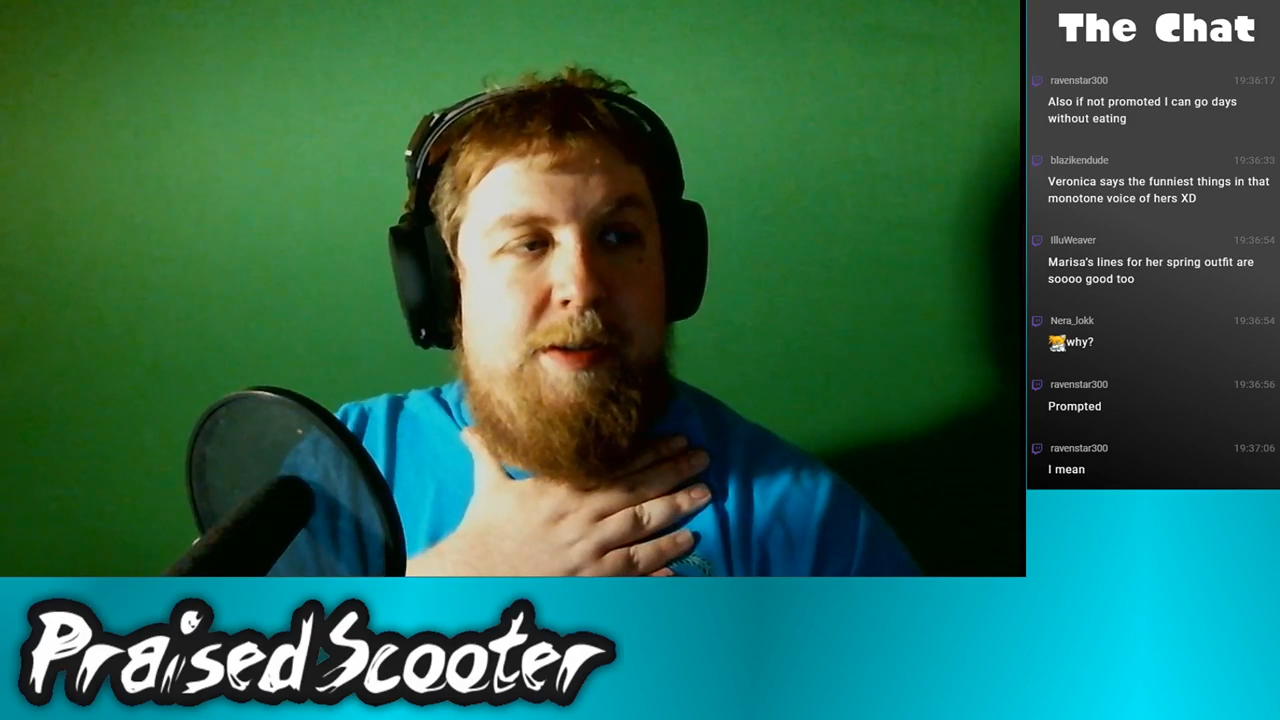 The Chat
ravenstar300 19:36:17
Also if not promoted I can go days
without eating
blazikendude 19:36:33
Veronica says the funniest things in that
monotone voice of hers XD
IlluWeaver 19:36:54
Marisa's lines for her spring outfit are
soooo good too
Nera_lokk 19:36:54
why?
ravenstar300 19:36:56
Prompted
ravenstar300 19:37:06
I mean
PraisedScooter